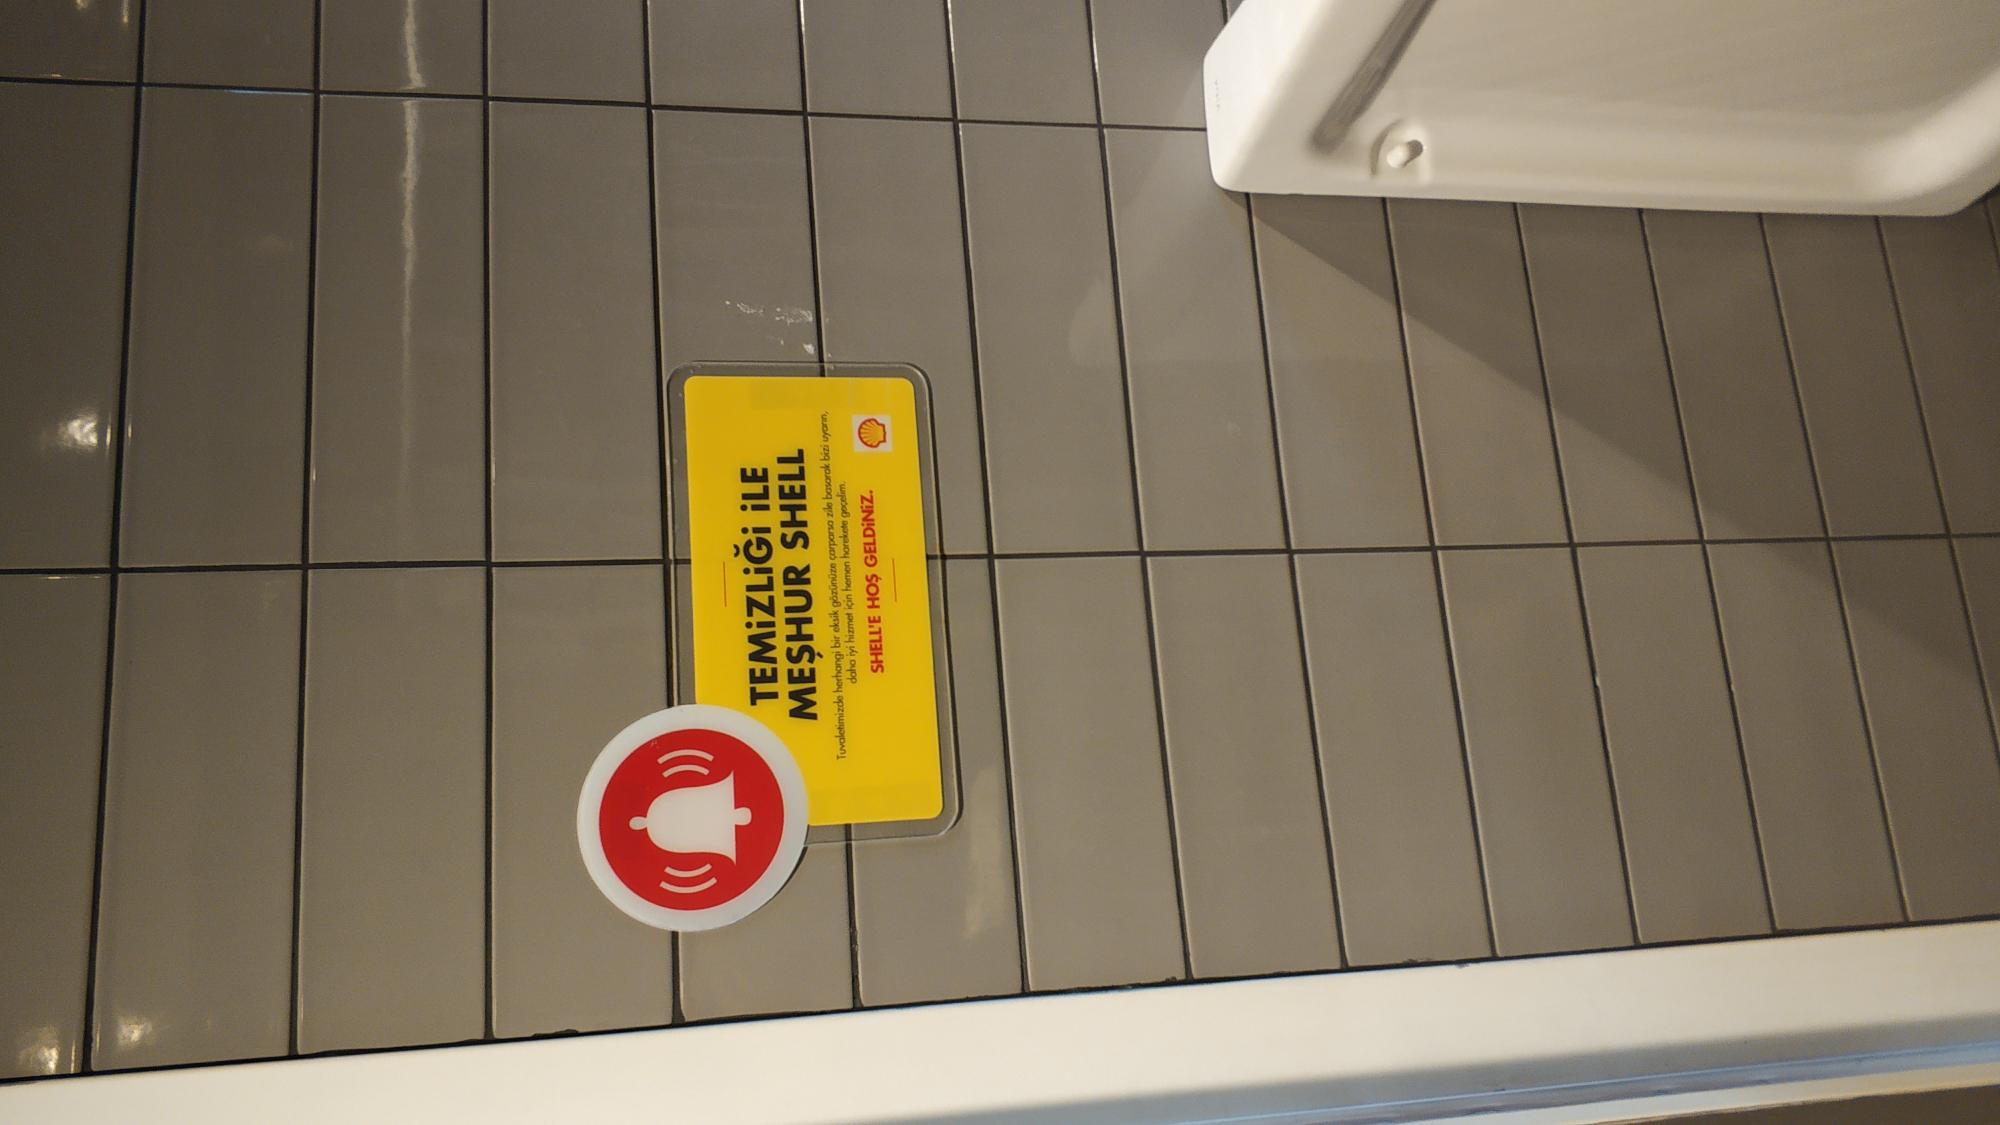 TEMİZLİĞİ İLE
MEŞHUR SHELL
Tuvaletimizde herhangi bir eksik gözünüze çarparsa zile basarak bizi uyarın,
daha iyi hizmet için hemen harekete geçelim.
SHELL'E HOŞ GELDİNİZ.